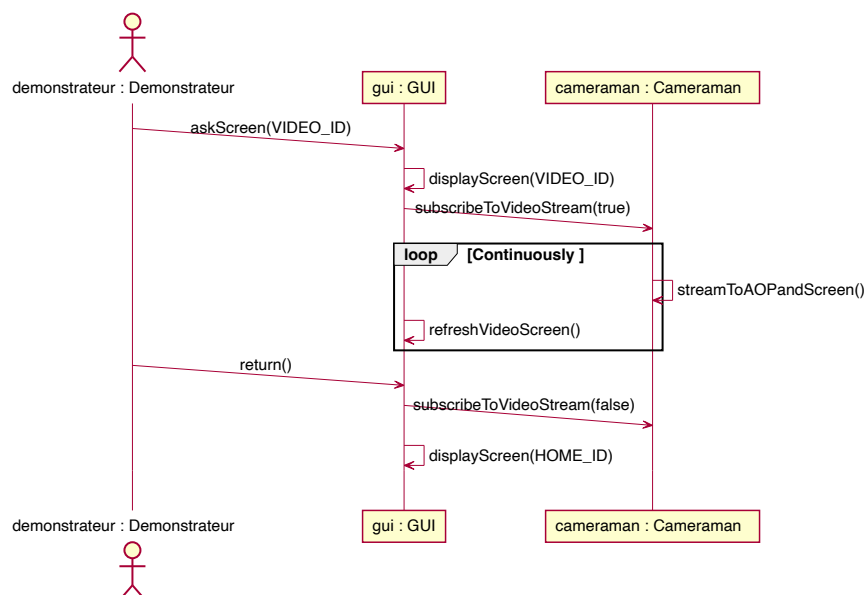 demonstrateur : Demonstrateur
gui : GUI
cameraman : Cameraman
askScreen(VIDEO_ID)
displayScreen(VIDEO_ID)
subscribeToVideoStream(true)
loop [Continuously ]
streamToAOPandScreen()
refreshVideoScreen()
return()
subscribeToVideoStream(false)
displayScreen(HOME_ID)
demonstrateur : Demonstrateur
gui : GUI
cameraman : Cameraman